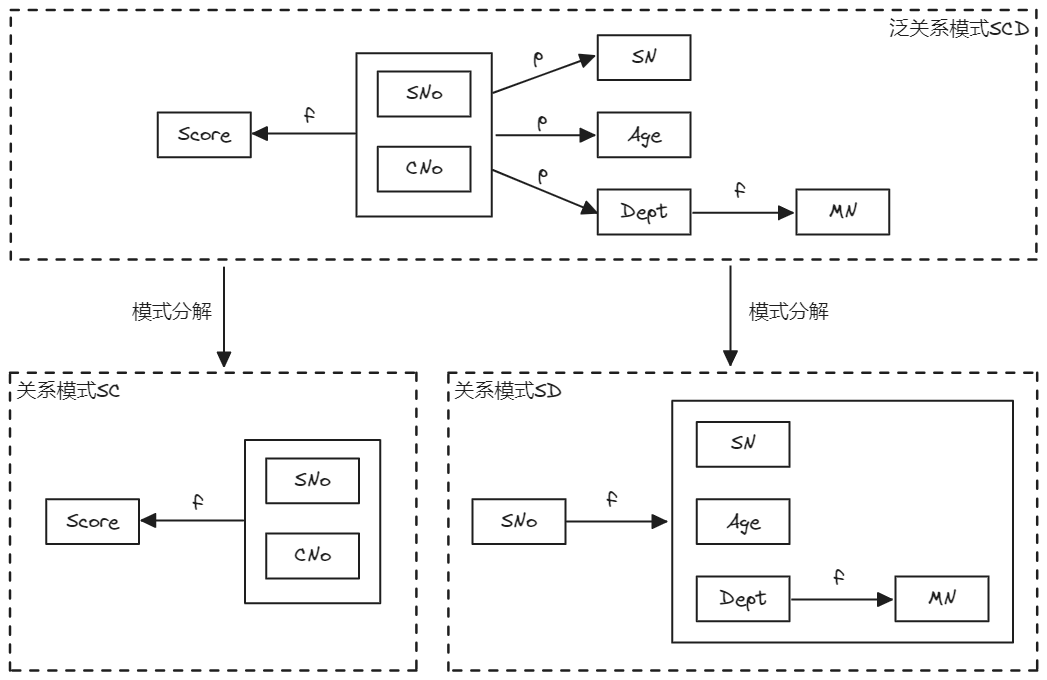 泛关系模式SCD
SN
P
SNo
f
Score
P
Age
CNo
P
Dept
f
MN
模式分解
模式分解
关系模式SC
SNo
f
Score
CNo
关系模式SD
SN
SNo
f
Age
Dept
f
MN